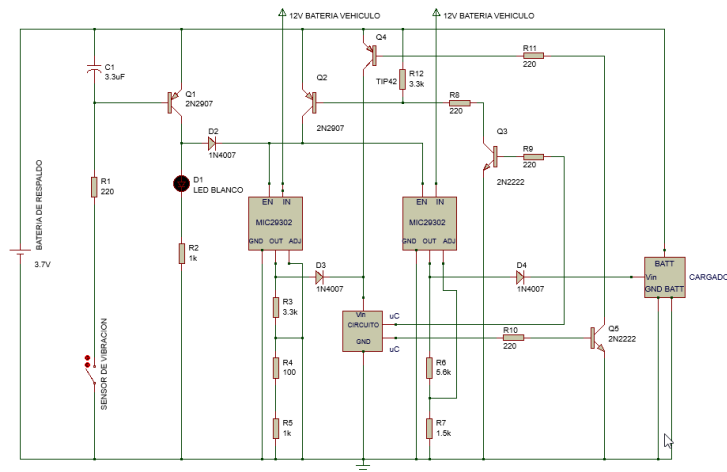 12V BATERIA VEHICULO
12V BATERIA VEHICULO
Q4
TIP42
R12
3.3k
R11
220
C1
3.3uF
Q1
2N2907
Q2
2N2907
R8
220
Q3
2N2222
R9
220
D2
1N4007
D1
LED BLANCO
R1
220
BATERIA DE RESPALDO
3.7V
EN IN
MIC29302
GND OUT ADJ
EN IN
MIC29302
GND OUT ADJ
R2
1k
D3
1N4007
D4
1N4007
BATT
Vin
GND BATT
CARGADO
R3
3.3k
Vin
CIRCUITO
GND
uC
uC
R10
220
Q5
2N2222
R4
100
R6
5.6k
SENSOR DE VIBRACION
R5
1k
R7
1.5k